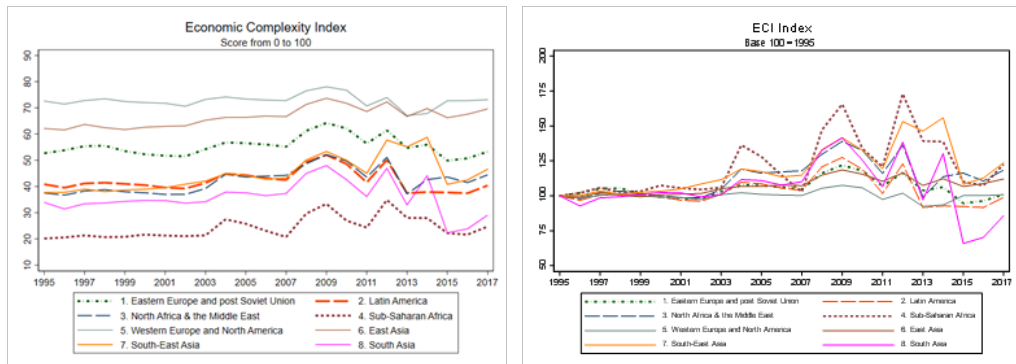 Economic Complexity Index
Score from 0 to 100
90
80
70
60
50
40
30
20
10
1995 1997 1999 2001 2003 2005 2007 2009 2011 2013 2015 2017
1. Eastern Europe and post Soviet Union 2. Latin America
3. North Africa & the Middle East 4. Sub-Saharan Africa
5. Western Europe and North America 6. East Asia
7. South-East Asia 8. South Asia
ECI Index
Base 100 = 1995
200
175
150
125
100
75
50
1995 1997 1999 2001 2003 2005 2007 2009 2011 2013 2015 2017
1. Eastern Europe and post Soviet Union 2. Latin America
3. North Africa & the Middle East 4. Sub-Saharan Africa
5. Western Europe and North America 6. East Asia
7. South-East Asia 8. South Asia